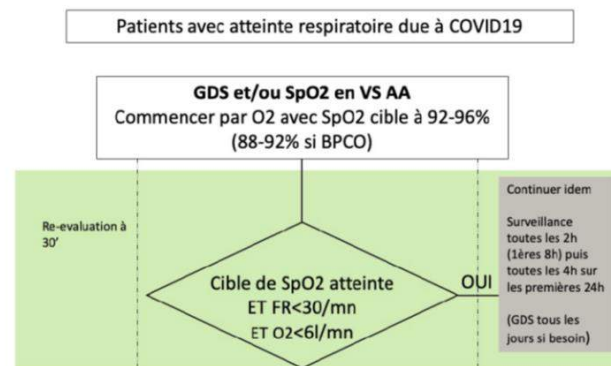 Patients avec atteinte respiratoire due à COVID19
GDS et/ou SpO2 en VS AA
Commencer par O2 avec SpO2 cible à 92-96%
(88-92% si BPCO)
Re-evaluation à
30'
Cible de SpO2 atteinte
ET FR<30/mn
ET O2<6l/mn
OUI
Continuer idem
Surveillance
toutes les 2h
(1ères 8h) puis
toutes les 4h sur
les premières 24h
(GDS tous les
jours si besoin)